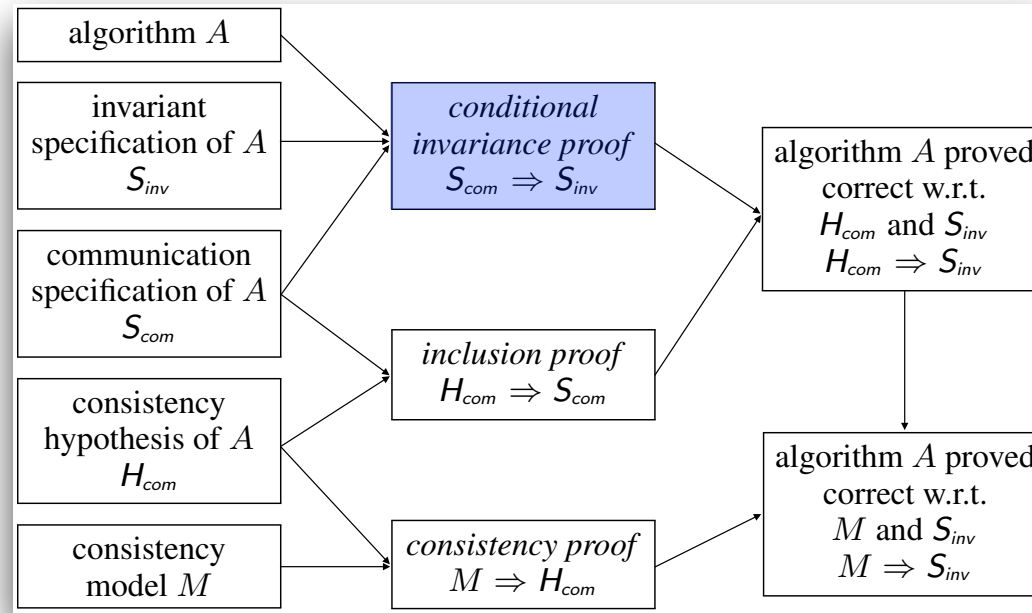 algorithm A
invariant
specification of A
S_inv
communication
specification of A
S_com
consistency
hypothesis of A
H_com
consistency
model M
conditional
invariance proof
S_com ⇒ S_inv
inclusion proof
H_com ⇒ S_com
consistency proof
M ⇒ H_com
algorithm A proved
correct w.r.t.
H_com and S_inv
H_com ⇒ S_inv
algorithm A proved
correct w.r.t.
M and S_inv
M ⇒ S_inv